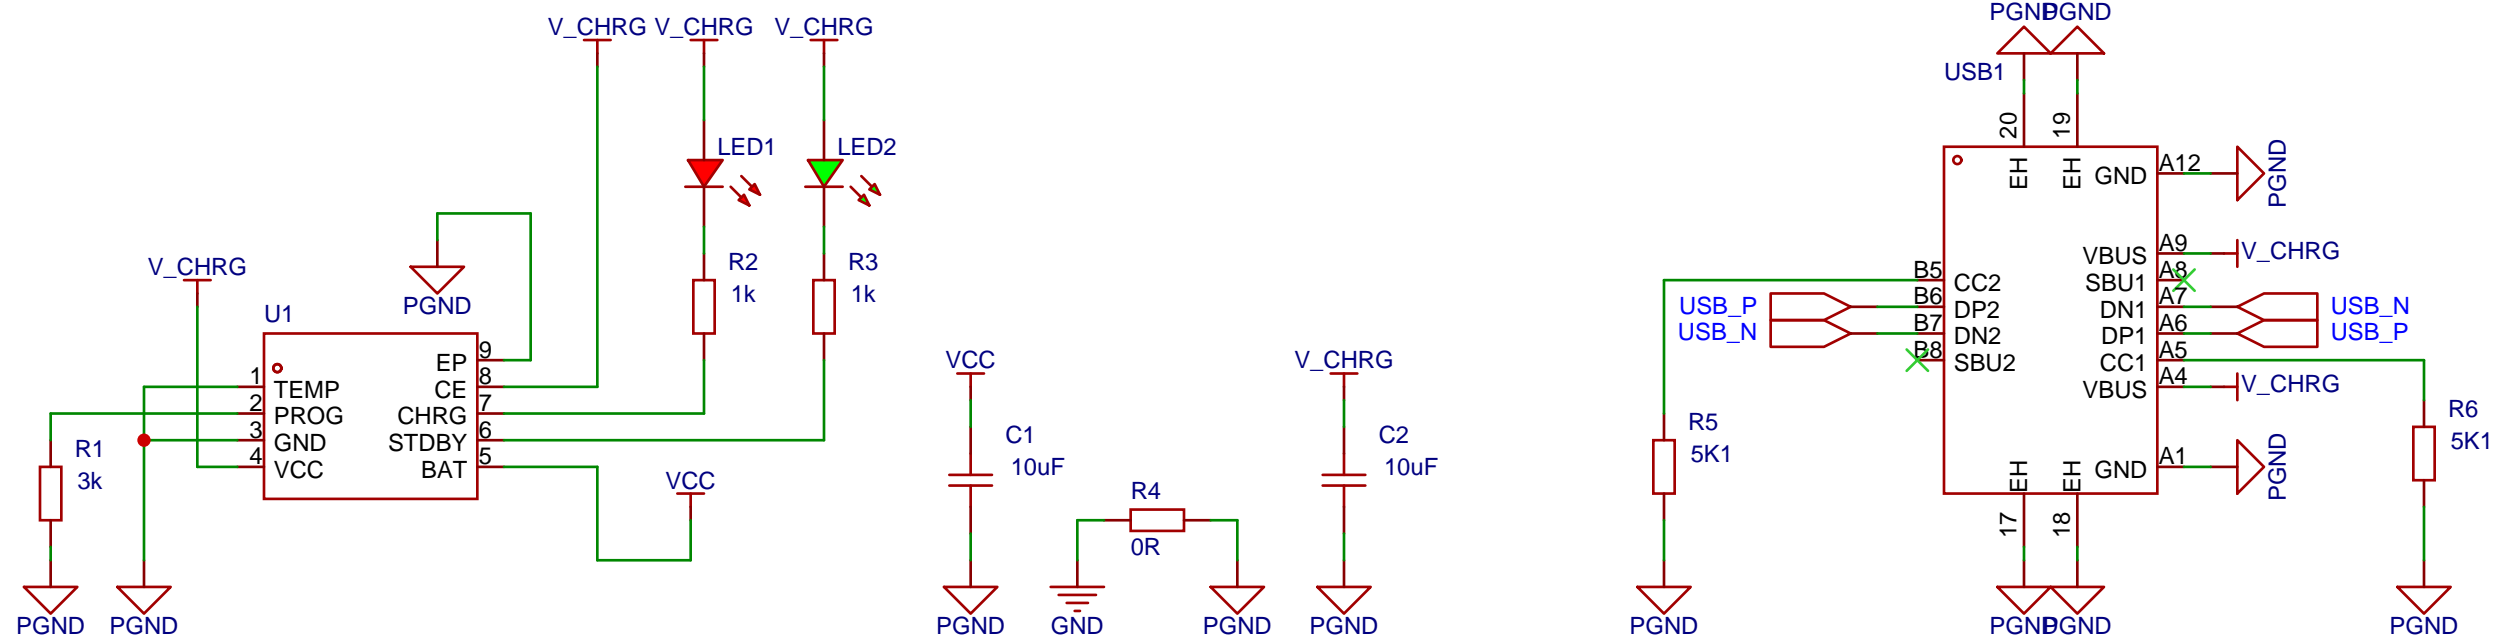 V_CHRG V_CHRG V_CHRG
LED1 LED2
R2 R3
1k 1k
V_CHRG
PGND
U1
1 TEMP
2 PROG
3 GND
4 VCC
EP 9
CE 8
CHRG 7
STDBY 6
BAT 5
R1
3k
PGND PGND
VCC
VCC
C1
10uF
PGND
R4
0R
GND PGND
V_CHRG
C2
10uF
PGND
PGND PGND
USB1
20 19
EH EH
GND A12 PGND
VBUS A9 V_CHRG
SBU1 A8
DN1 A7 USB_N
DP1 A6 USB_P
CC1 A5
VBUS A4 V_CHRG
GND A1 PGND
B5 CC2
USB_P B6 DP2
USB_N B7 DN2
B8 SBU2
EH EH
17 18
PGND PGND
R5
5K1
PGND
R6
5K1
PGND